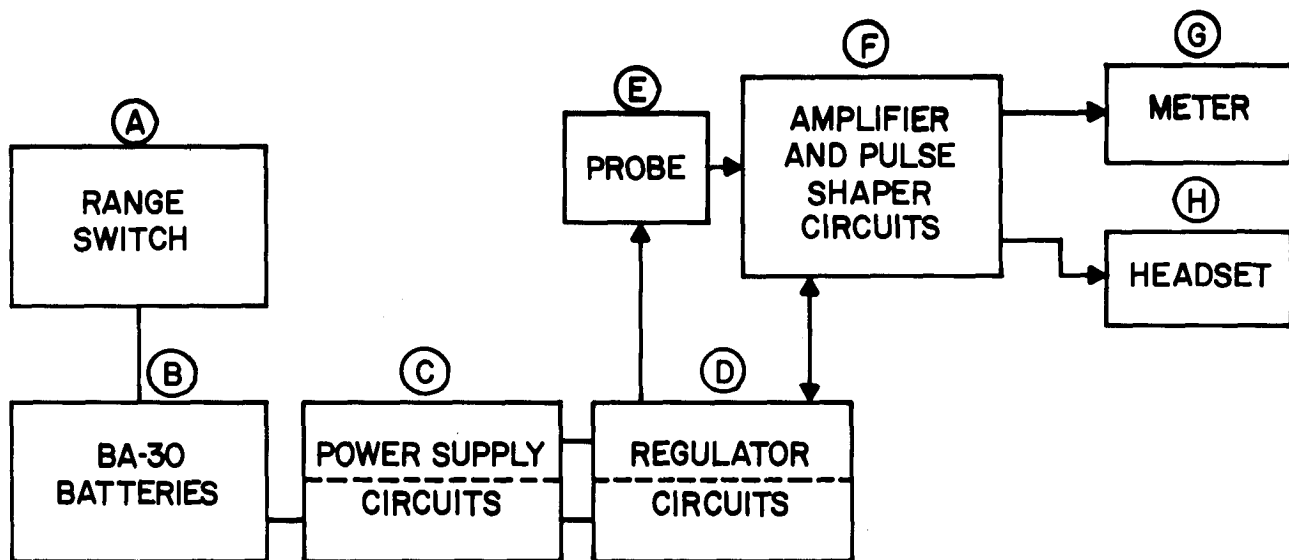 A
RANGE
SWITCH
B
BA-30
BATTERIES
C
POWER SUPPLY
CIRCUITS
D
REGULATOR
CIRCUITS
E
PROBE
F
AMPLIFIER
AND PULSE
SHAPER
CIRCUITS
G
METER
H
HEADSET